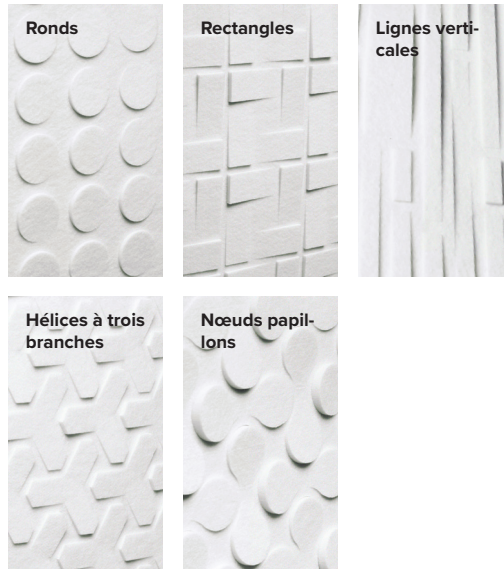 Ronds
Rectangles
Lignes verti-
cales
Hélices à trois
branches
Nœuds papil-
lons